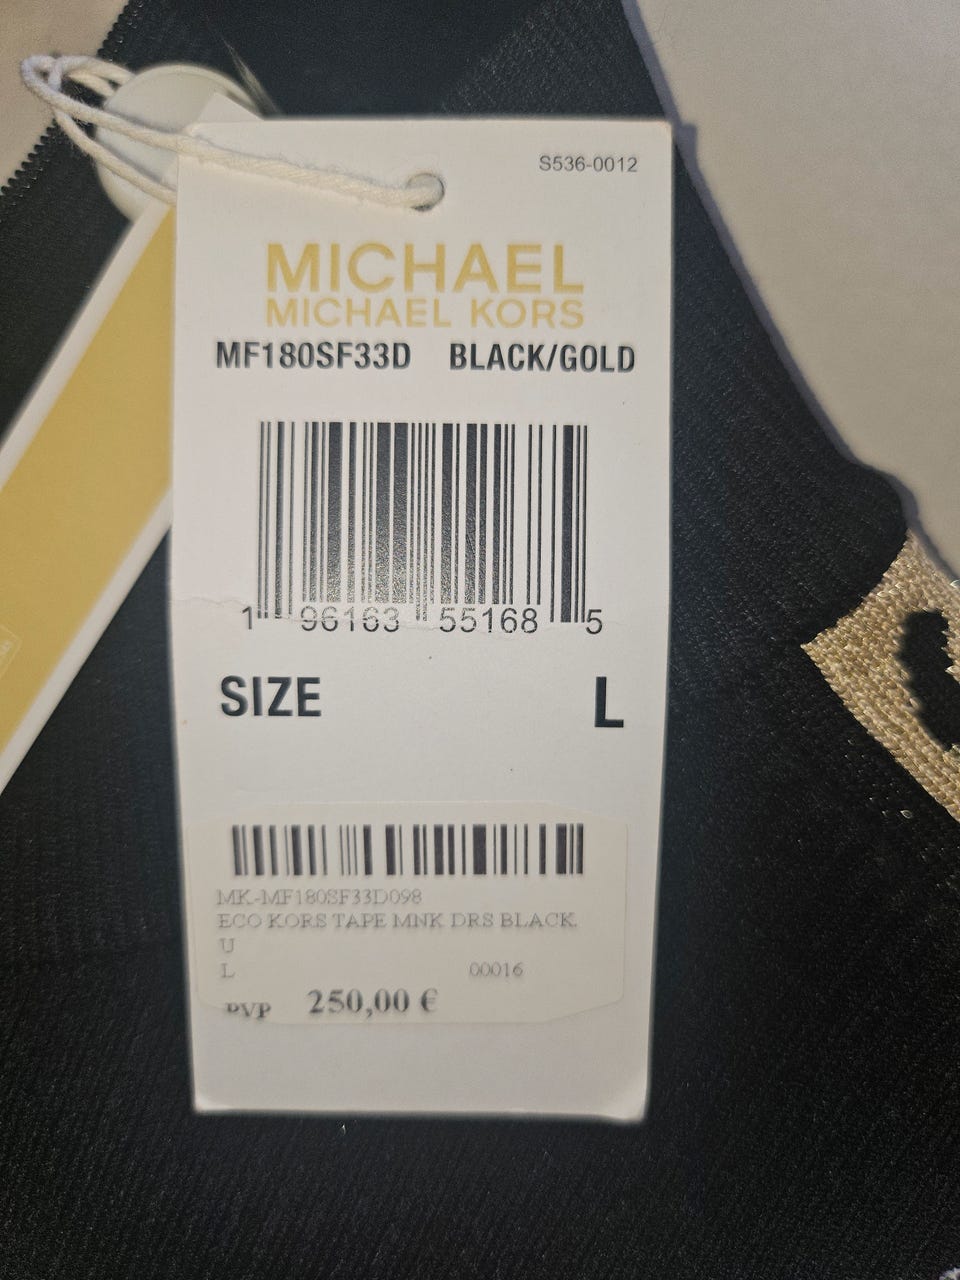 S536-0012
MICHAEL
MICHAEL KORS
MF180SF33D BLACK/GOLD
1 96163 55168 5
SIZE L
MK-MF180SF33D098
ECO KORS TAPE MNK DRS BLACK
U
L 00016
PVP 250,00 €